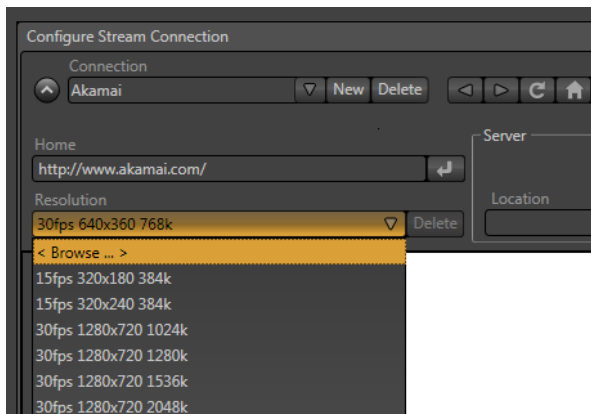 Configure Stream Connection
Connection
Akamai New Delete
Home
http://www.akamai.com/
Server
Resolution
Location
30fps 640x360 768k Delete
< Browse ... >
15fps 320x180 384k
15fps 320x240 384k
30fps 1280x720 1024k
30fps 1280x720 1280k
30fps 1280x720 1536k
30fps 1280x720 2048k